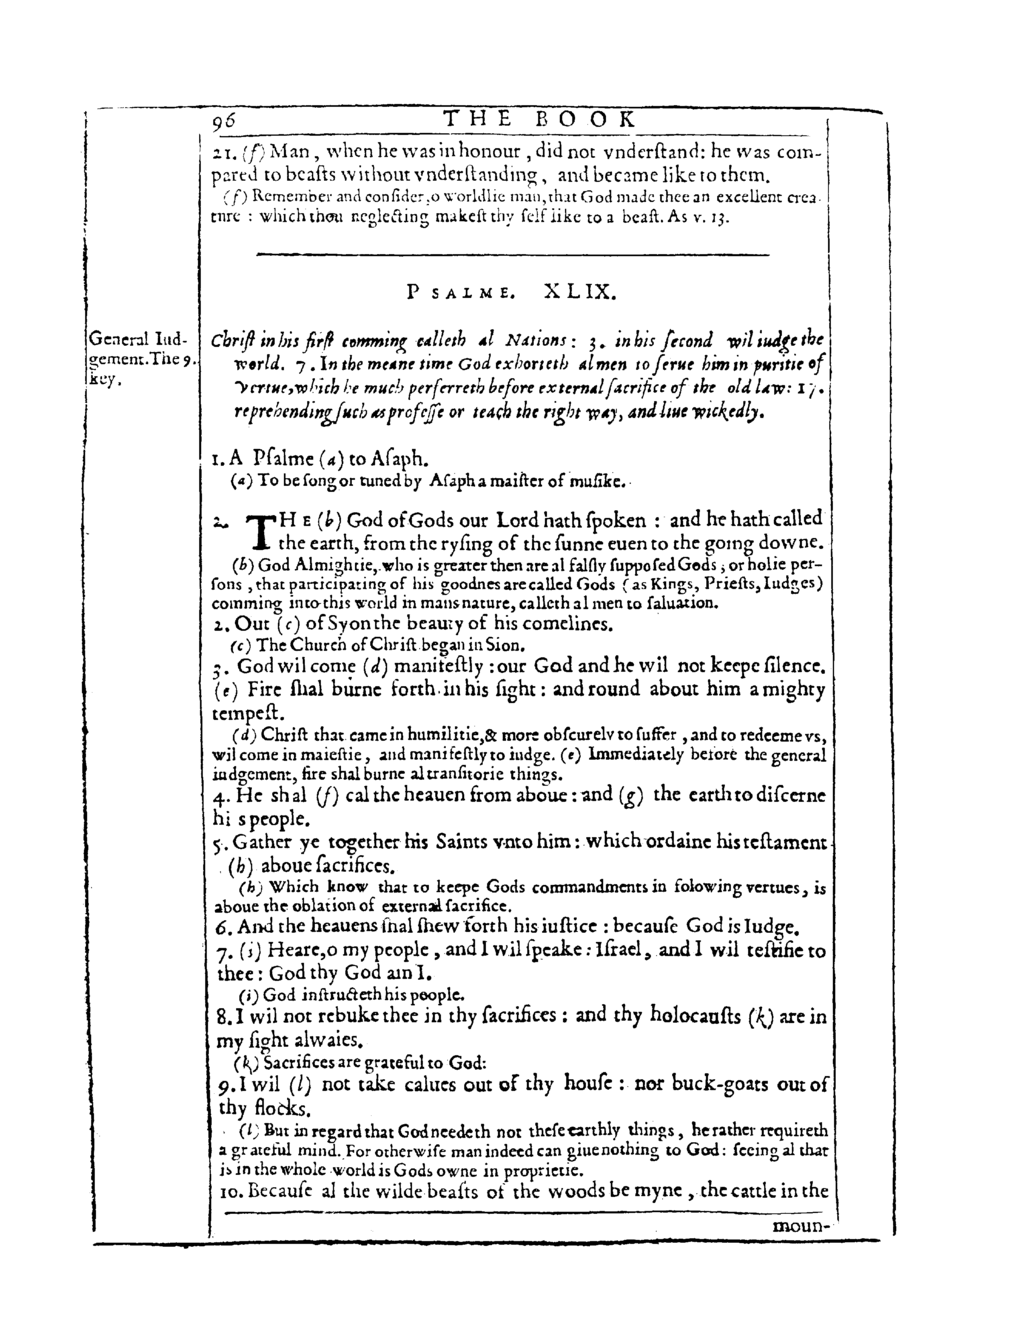 96 THE BOOK
21. (f) Man, when he was in honour, did not vnderſtand: he was com-
pared to beaſts without vnderſtanding, and became like to them.
(f) Remember and conſider, o worldlie man, that God made thee an excellent crea-
ture: which thou neglecting makeſt thy ſelf like to a beaſt. As v. 13.
PSALME. XLIX.
General Iud-
gement. The 9.
key.
Chriſt in his firſt comming calleth al Nations: 3. in his ſecond wil iudge the
world. 7. In the meane time God exhorteth al men to ſerue him in puritie of
vertue, which he much perferreth before external ſacrifice of the old law: 17.
reprehending ſuch as profeſſe or teach the right way, and liue wickedly.
1. A Pſalme (a) to Aſaph.
(a) To be ſong or tuned by Aſaph a maiſter of muſike.
2. THE (b) God of Gods our Lord hath ſpoken: and he hath called
the earth, from the ryſing of the ſunne euen to the going downe.
(b) God Almightie, who is greater then are al falſly ſuppoſed Gods; or holie per-
ſons, that participating of his goodnes are called Gods (as Kings, Prieſts, Iudges)
comming into this world in mans nature, calleth al men to ſaluation.
2. Out (c) of Syon the beauty of his comelines.
(c) The Church of Chriſt began in Sion.
3. God wil come (d) manifeſtly: our God and he wil not keepe ſilence.
(e) Fire ſhal burne forth in his ſight: and round about him a mighty
tempeſt.
(d) Chriſt that came in humilitie, & more obſcurely to ſuffer, and to redeeme vs,
wil come in maieſtie, and manifeſtly to iudge. (e) Immediately before the general
iudgement, fire shal burne al tranſitorie things.
4. He shal (f) cal the heauen from aboue: and (g) the earth to diſcerne
hi s people.
5. Gather ye together his Saints vnto him: which ordaine his teſtament
(h) aboue ſacrifices.
(h) Which know that to keepe Gods commandments in folowing vertues, is
aboue the oblation of external ſacrifice.
6. And the heauens ſhal ſhew forth his iuſtice: becauſe God is Iudge.
7. (i) Heare, o my people, and I wil ſpeake: Iſrael, and I wil teſtifie to
thee: God thy God am I.
(i) God inſtructeth his people.
8. I wil not rebuke thee in thy ſacrifices: and thy holocauſts (k) are in
my ſight alwaies.
(k) Sacrifices are grateful to God:
9. I wil (l) not take calues out of thy houſe: nor buck-goats out of
thy flocks.
(l) But in regard that God needeth not theſe earthly things, he rather requireth
a grateful mind. For otherwiſe man indeed can giue nothing to God: ſeeing al that
is in the whole world is Gods owne in proprietie.
10. Becauſe al the wilde beaſts of the woods be myne, the cattle in the
moun-